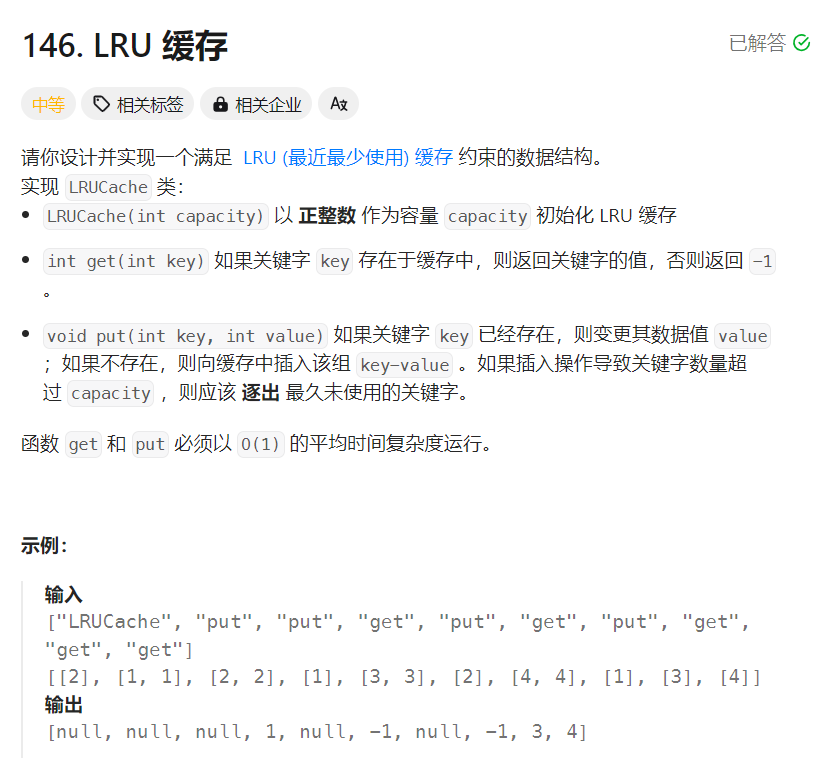 146. LRU 缓存
已解答
中等
相关标签
相关企业
请你设计并实现一个满足 LRU (最近最少使用) 缓存 约束的数据结构。
实现 LRUCache 类：
LRUCache(int capacity) 以 正整数 作为容量 capacity 初始化 LRU 缓存
int get(int key) 如果关键字 key 存在于缓存中，则返回关键字的值，否则返回 -1
。
void put(int key, int value) 如果关键字 key 已经存在，则变更其数据值 value
；如果不存在，则向缓存中插入该组 key-value 。如果插入操作导致关键字数量超
过 capacity ，则应该 逐出 最久未使用的关键字。
函数 get 和 put 必须以 O(1) 的平均时间复杂度运行。
示例：
输入
["LRUCache", "put", "put", "get", "put", "get", "put", "get",
"get", "get"]
[[2], [1, 1], [2, 2], [1], [3, 3], [2], [4, 4], [1], [3], [4]]
输出
[null, null, null, 1, null, -1, null, -1, 3, 4]